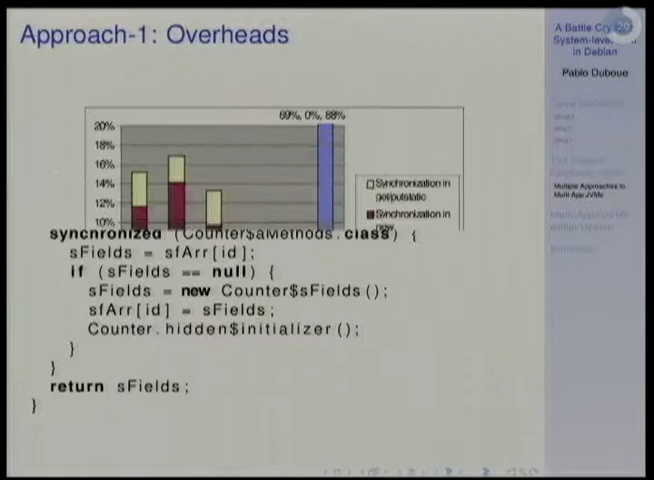 Approach-1: Overheads
A Battle Cry
in Debian
Pablo Duboue
69%, 0%, 88%
20%
18%
16%
14%
12%
10%
Synchronization in
get/putstatic
Synchronization in
Multiple Approaches to
Multi-App JVMs
synchronized (Counter$aMethods.class) {
sFields = sfArr[id];
if (sFields == null) {
sFields = new Counter$sFields();
sfArr[id] = sFields;
Counter.hidden$initializer();
}
}
return sFields;
}